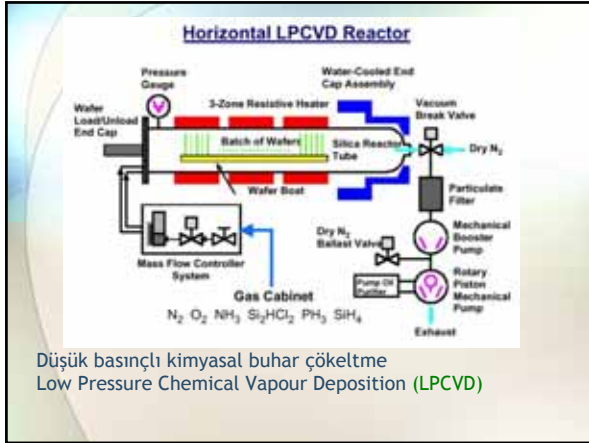 Horizontal LPCVD Reactor
Pressure
Gauge
Water-Cooled End
Cap Assembly
Wafer
Load/Unload
End Cap
3-Zone Resistive Heater
Vacuum
Break Valve
Batch of Wafers
Silica Reactor
Tube
Dry N₂
Wafer Boat
Particulate
Filter
Dry N₂
Ballast Valve
Mechanical
Booster
Pump
Mass Flow Controller
System
Gas Cabinet
Pump Oil
Purifier
Rotary
Piston
Mechanical
Pump
N₂ O₂ NH₃ Si₂HCl₂ PH₃ SiH₄
Exhaust
Düşük basınçlı kimyasal buhar çökeltme
Low Pressure Chemical Vapour Deposition (LPCVD)